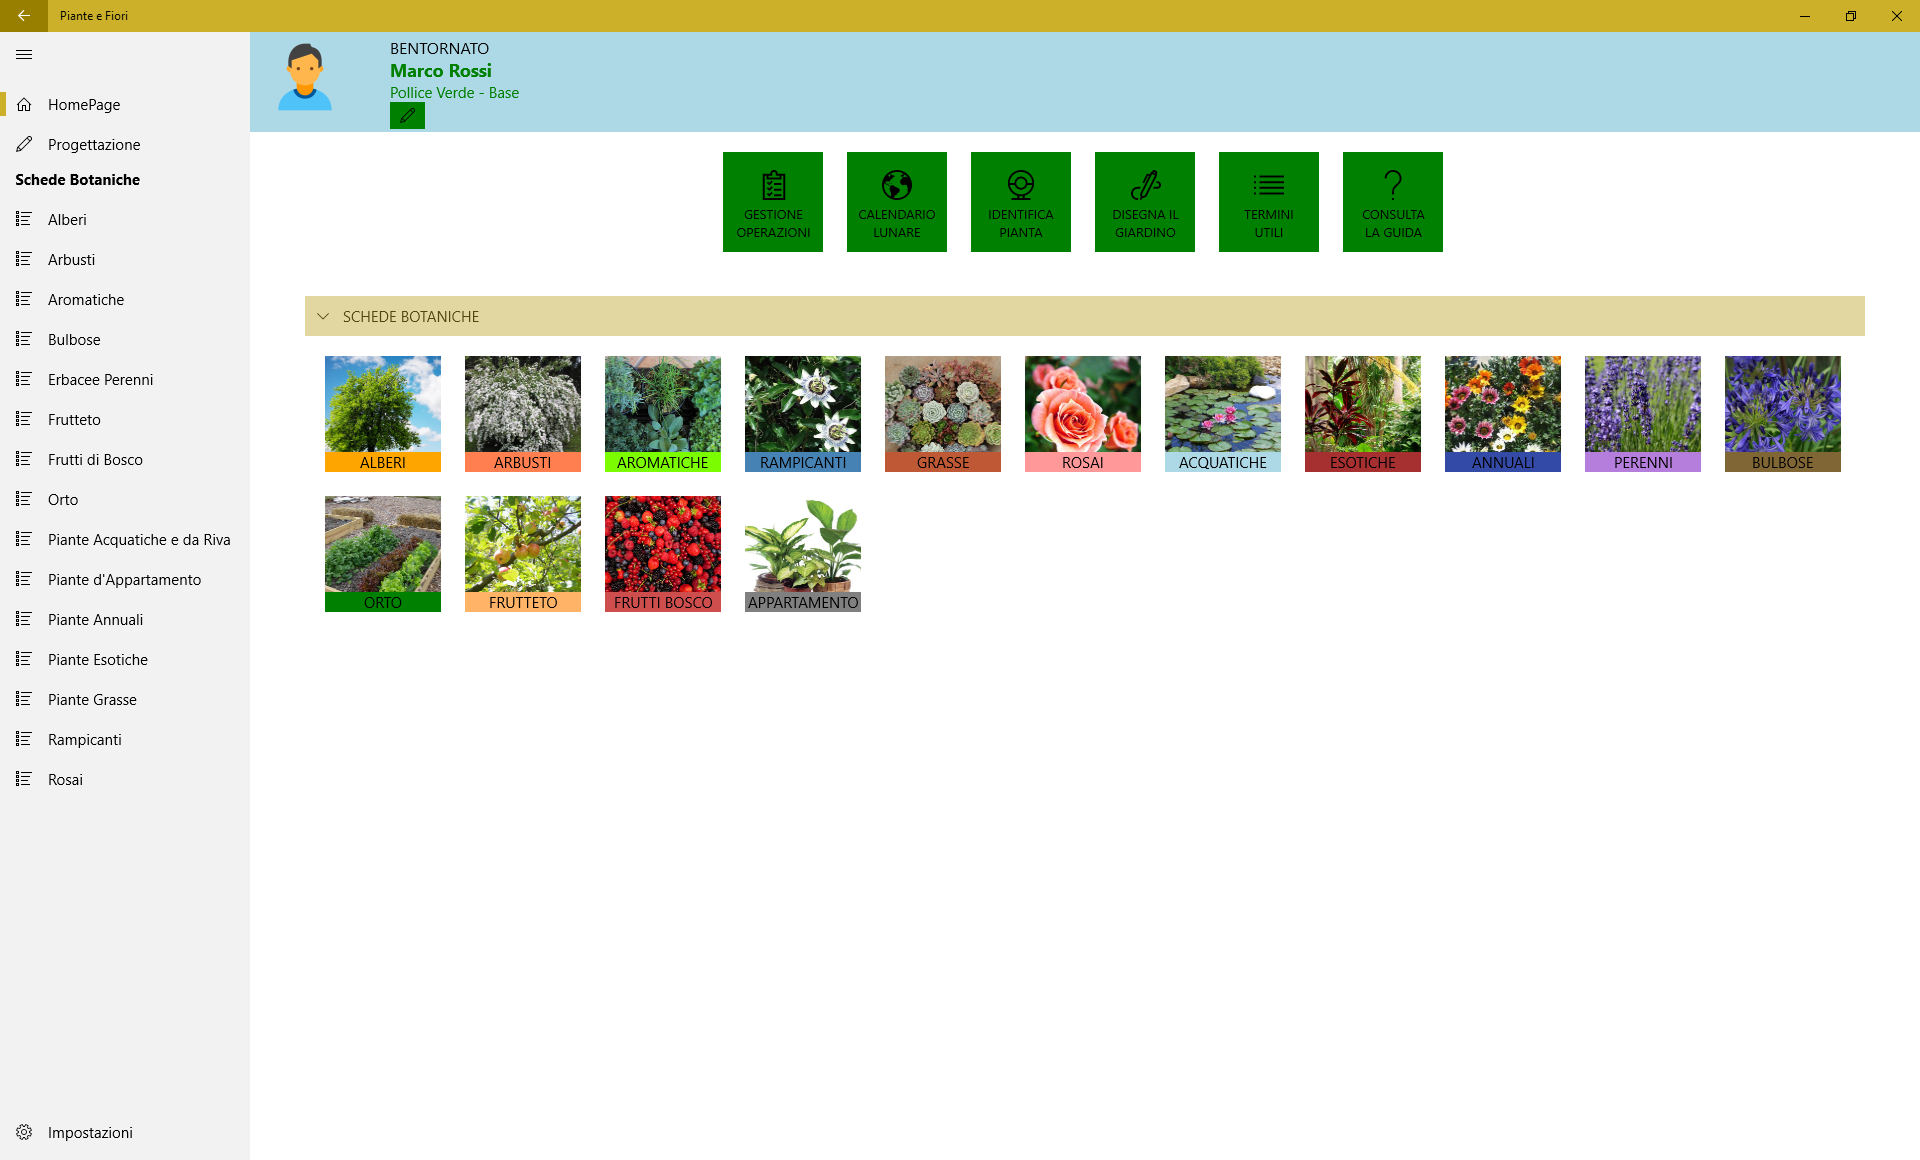 Piante e Fiori
HomePage
Progettazione
Schede Botaniche
Alberi
Arbusti
Aromatiche
Bulbose
Erbacee Perenni
Frutteto
Frutti di Bosco
Orto
Piante Acquatiche e da Riva
Piante d'Appartamento
Piante Annuali
Piante Esotiche
Piante Grasse
Rampicanti
Rosai
Impostazioni
BENTORNATO
Marco Rossi
Pollice Verde - Base
GESTIONE
OPERAZIONI
CALENDARIO
LUNARE
IDENTIFICA
PIANTA
DISEGNA IL
GIARDINO
TERMINI
UTILI
CONSULTA
LA GUIDA
SCHEDE BOTANICHE
ALBERI
ARBUSTI
AROMATICHE
RAMPICANTI
GRASSE
ROSAI
ACQUATICHE
ESOTICHE
ANNUALI
PERENNI
BULBOSE
ORTO
FRUTTETO
FRUTTI BOSCO
APPARTAMENTO